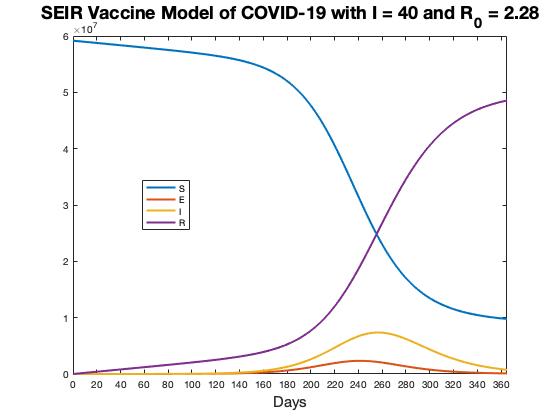 SEIR Vaccine Model of COVID-19 with I = 40 and R0 = 2.28
×10^7
6
5
4
3
2
1
0
S
E
I
R
0 20 40 60 80 100 120 140 160 180 200 220 240 260 280 300 320 340 360
Days